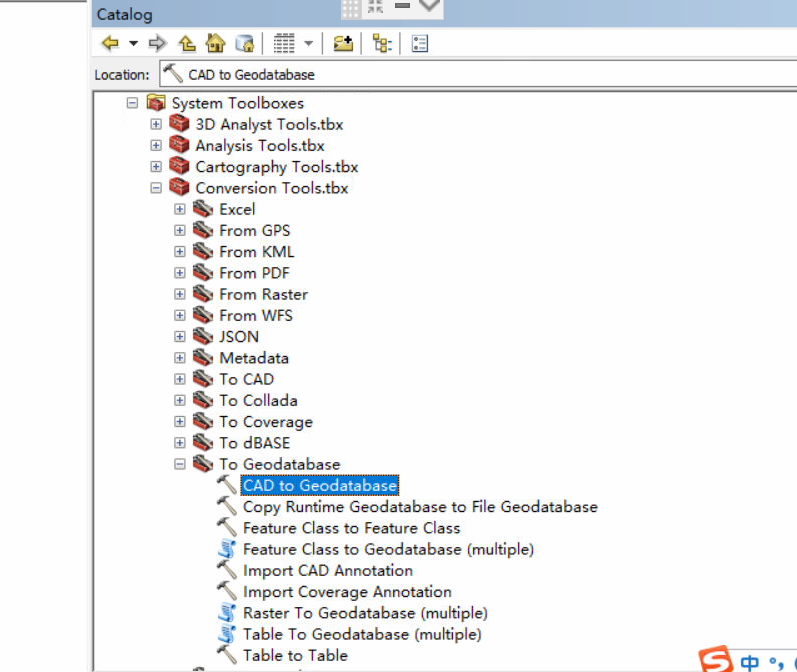 Catalog
Location: CAD to Geodatabase
System Toolboxes
3D Analyst Tools.tbx
Analysis Tools.tbx
Cartography Tools.tbx
Conversion Tools.tbx
Excel
From GPS
From KML
From PDF
From Raster
From WFS
JSON
Metadata
To CAD
To Collada
To Coverage
To dBASE
To Geodatabase
CAD to Geodatabase
Copy Runtime Geodatabase to File Geodatabase
Feature Class to Feature Class
Feature Class to Geodatabase (multiple)
Import CAD Annotation
Import Coverage Annotation
Raster To Geodatabase (multiple)
Table To Geodatabase (multiple)
Table to Table
S 中 °,